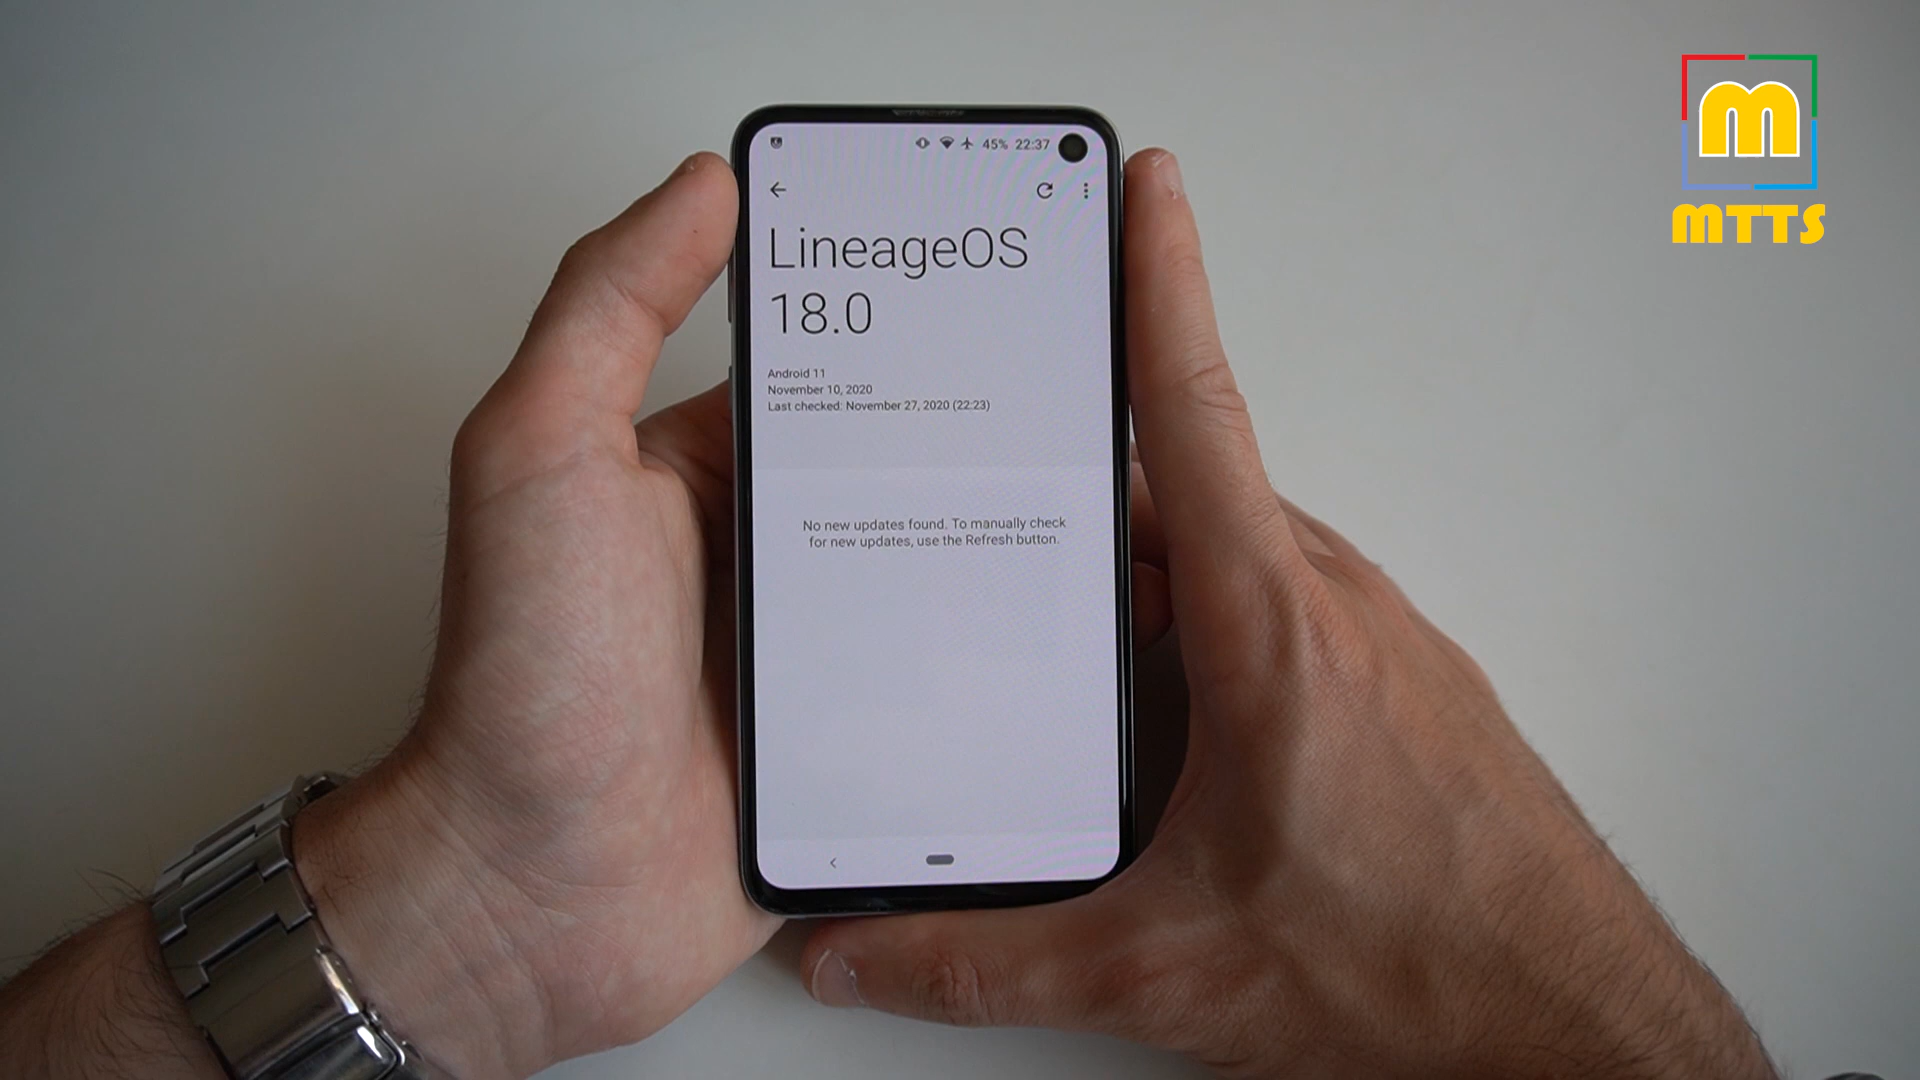 45% 22:37
LineageOS
18.0
Android 11
November 10, 2020
Last checked: November 27, 2020 (22:23)
No new updates found. To manually check
for new updates, use the Refresh button.
m
MTTS